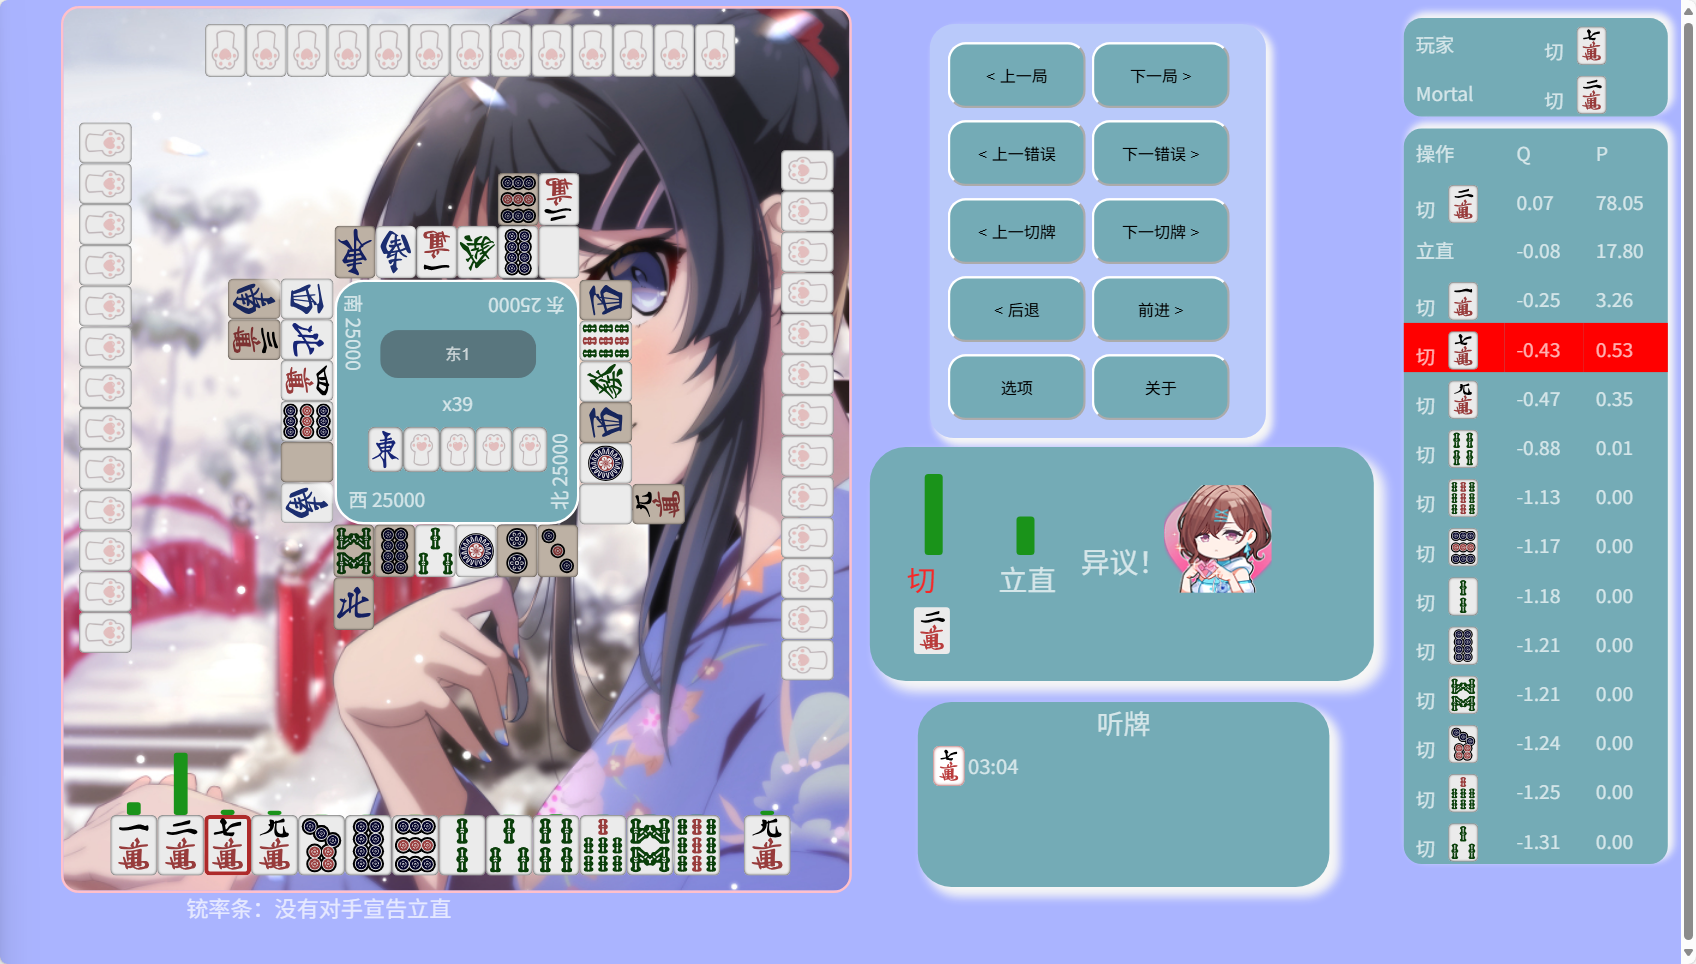 南 25000
东 25000
东1
x39
北 25000
西 25000
铳率条：没有对手宣告立直
< 上一局
下一局 >
< 上一错误
下一错误 >
< 上一切牌
下一切牌 >
< 后退
前进 >
选项
关于
切
立直
异议！
听牌
03:04
玩家 切
Mortal 切
操作 Q P
切 0.07 78.05
立直 -0.08 17.80
切 -0.25 3.26
切 -0.43 0.53
切 -0.47 0.35
切 -0.88 0.01
切 -1.13 0.00
切 -1.17 0.00
切 -1.18 0.00
切 -1.21 0.00
切 -1.21 0.00
切 -1.24 0.00
切 -1.25 0.00
切 -1.31 0.00